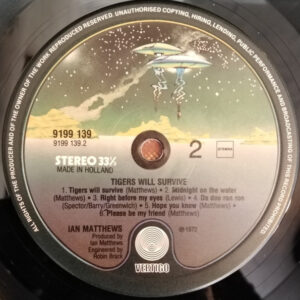 ALL RIGHTS OF THE PRODUCER AND OF THE OWNER OF THE WORK REPRODUCED RESERVED. UNAUTHORISED COPYING, HIRING, LENDING, PUBLIC PERFORMANCE AND BROADCASTING OF THIS RECORD PROHIBITED.
9199 139
9199 139.2
STEREO 33⅓
MADE IN HOLLAND
2
STEMRA
TIGERS WILL SURVIVE
1. Tigers will survive (Matthews) • 2. Midnight on the water
(Matthews) • 3. Right before my eyes (Lewis) • 4. Da doo ron ron
(Spector/Barry/Greenwich) • 5. Hope you know (Matthews) •
6. Please be my friend (Matthews)
IAN MATTHEWS
Produced by
Ian Matthews
Engineered by
Robin Black
℗ 1972
VERTIGO